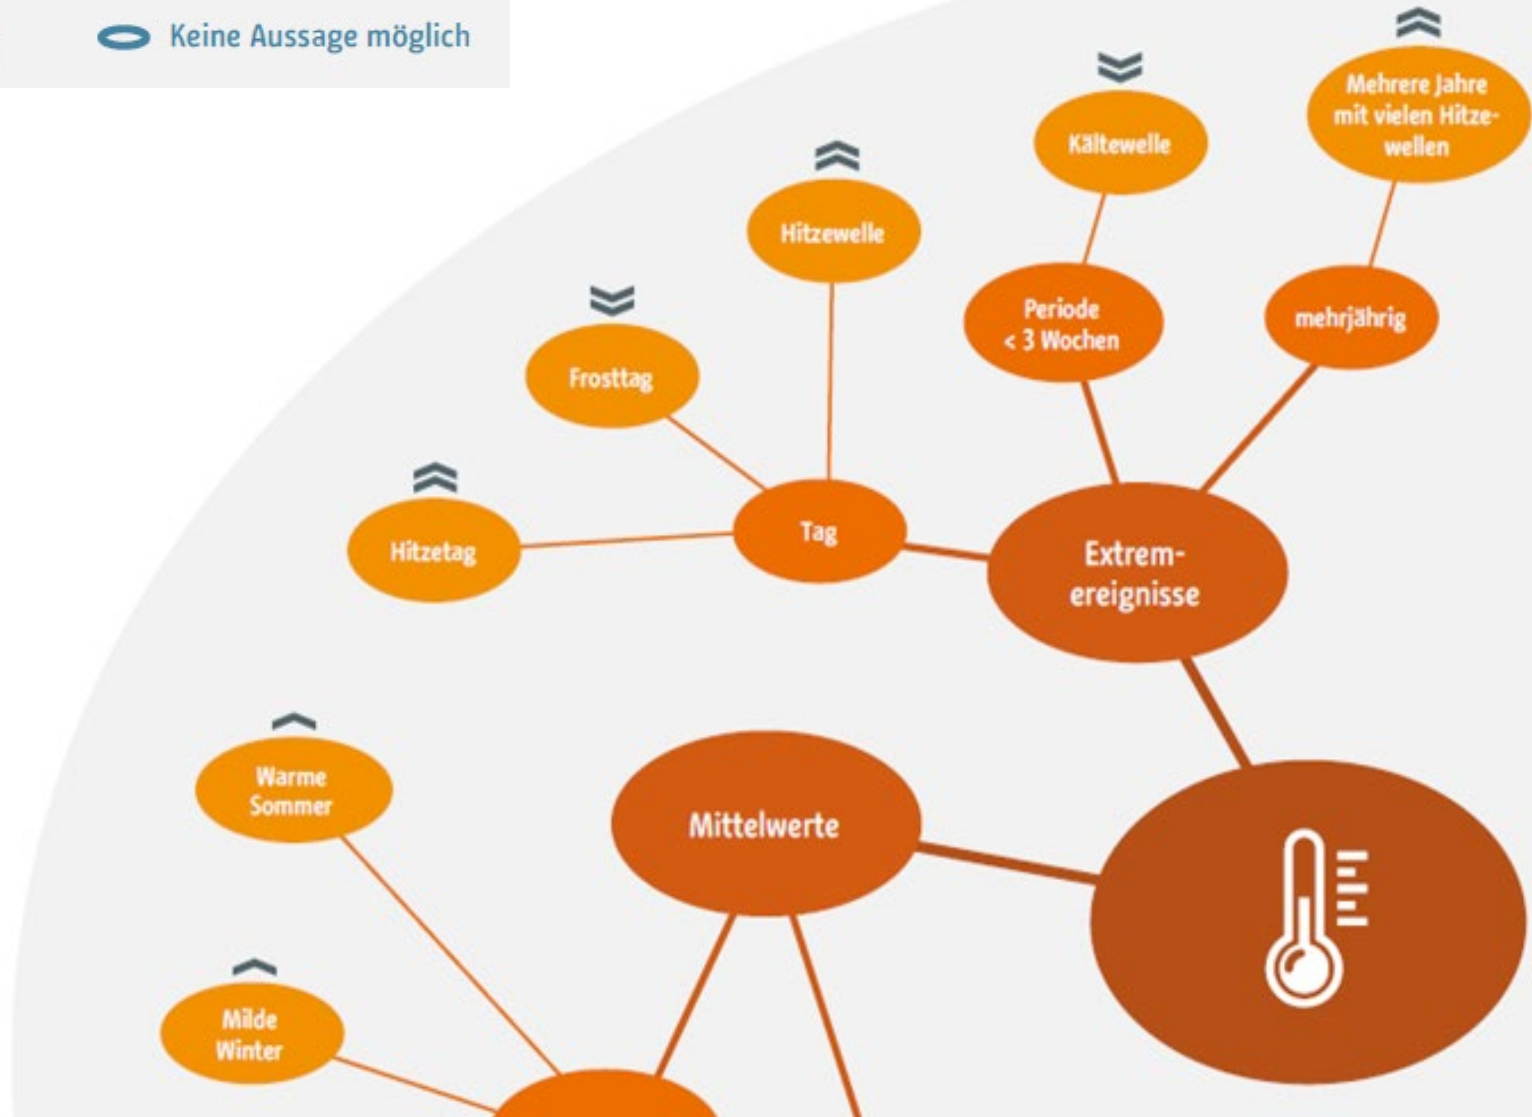 Keine Aussage möglich
Mehrere Jahre
mit vielen Hitze-
wellen
Kältewelle
Hitzewelle
Periode
< 3 Wochen
mehrjährig
Frosttag
Tag
Hitzetag
Extrem-
ereignisse
Warme
Sommer
Mittelwerte
Milde
Winter